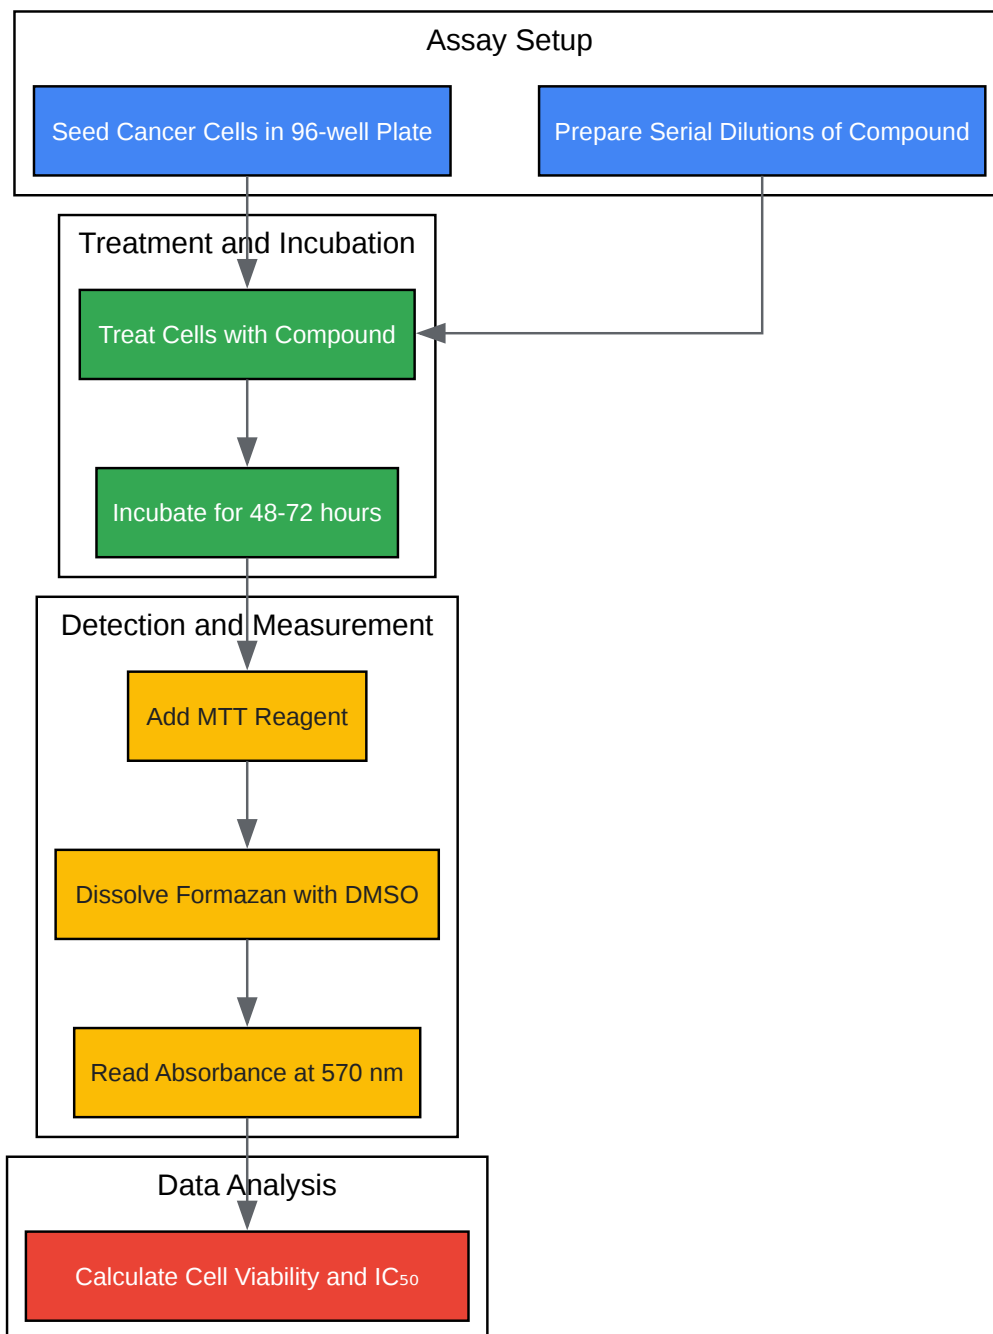 Assay Setup
Seed Cancer Cells in 96-well Plate
Prepare Serial Dilutions of Compound
Treatment and Incubation
Treat Cells with Compound
Incubate for 48-72 hours
Detection and Measurement
Add MTT Reagent
Dissolve Formazan with DMSO
Read Absorbance at 570 nm
Data Analysis
Calculate Cell Viability and IC₅₀